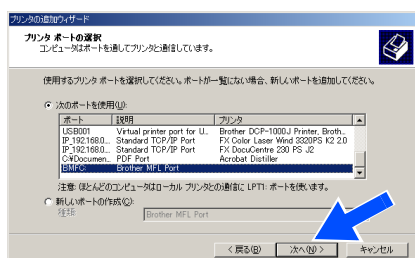 プリンタの追加ウィザード
プリンタ ポートの選択
コンピュータはポートを通してプリンタと通信しています。
使用するプリンタ ポートを選択してください。ポートが一覧にない場合、新しいポートを追加してください。
次のポートを使用(U):
ポート 説明 プリンタ
USB001 Virtual printer port for U... Brother DCP-1000J Printer, Broth...
IP_192.168.0... Standard TCP/IP Port FX Color Laser Wind 3320PS K2 2.0
IP_192.168.0... Standard TCP/IP Port FX DocuCentre 230 PS J2
C:¥Documen... PDF Port Acrobat Distiller
BMFC: Brother MFL Port
注意: ほとんどのコンピュータはローカル プリンタとの通信に LPT1: ポートを使います。
新しいポートの作成(C):
種類: Brother MFL Port
< 戻る(B) 次へ(N) > キャンセル